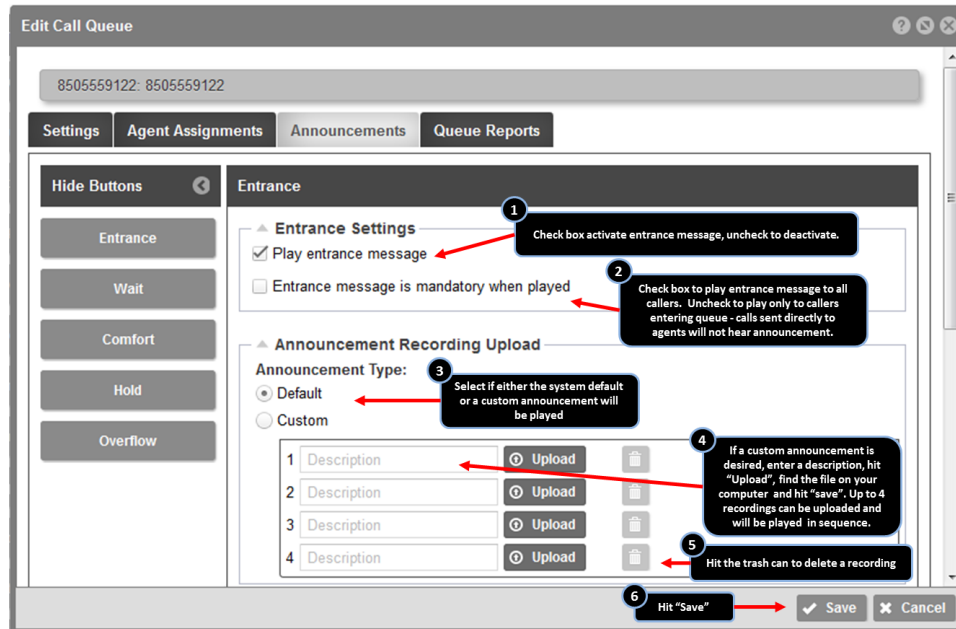 Edit Call Queue
8505559122: 8505559122
Settings Agent Assignments Announcements Queue Reports
Hide Buttons
Entrance
Wait
Comfort
Hold
Overflow
Entrance
Entrance Settings
Play entrance message
Entrance message is mandatory when played
1
Check box activate entrance message, uncheck to deactivate.
2
Check box to play entrance message to all
callers. Uncheck to play only to callers
entering queue - calls sent directly to
agents will not hear announcement.
Announcement Recording Upload
Announcement Type:
Default
Custom
3
Select if either the system default
or a custom announcement will
be played
1 Description Upload
2 Description Upload
3 Description Upload
4 Description Upload
4
If a custom announcement is
desired, enter a description, hit
"Upload", find the file on your
computer and hit "save". Up to 4
recordings can be uploaded and
will be played in sequence.
5
Hit the trash can to delete a recording
6
Hit "Save"
Save Cancel